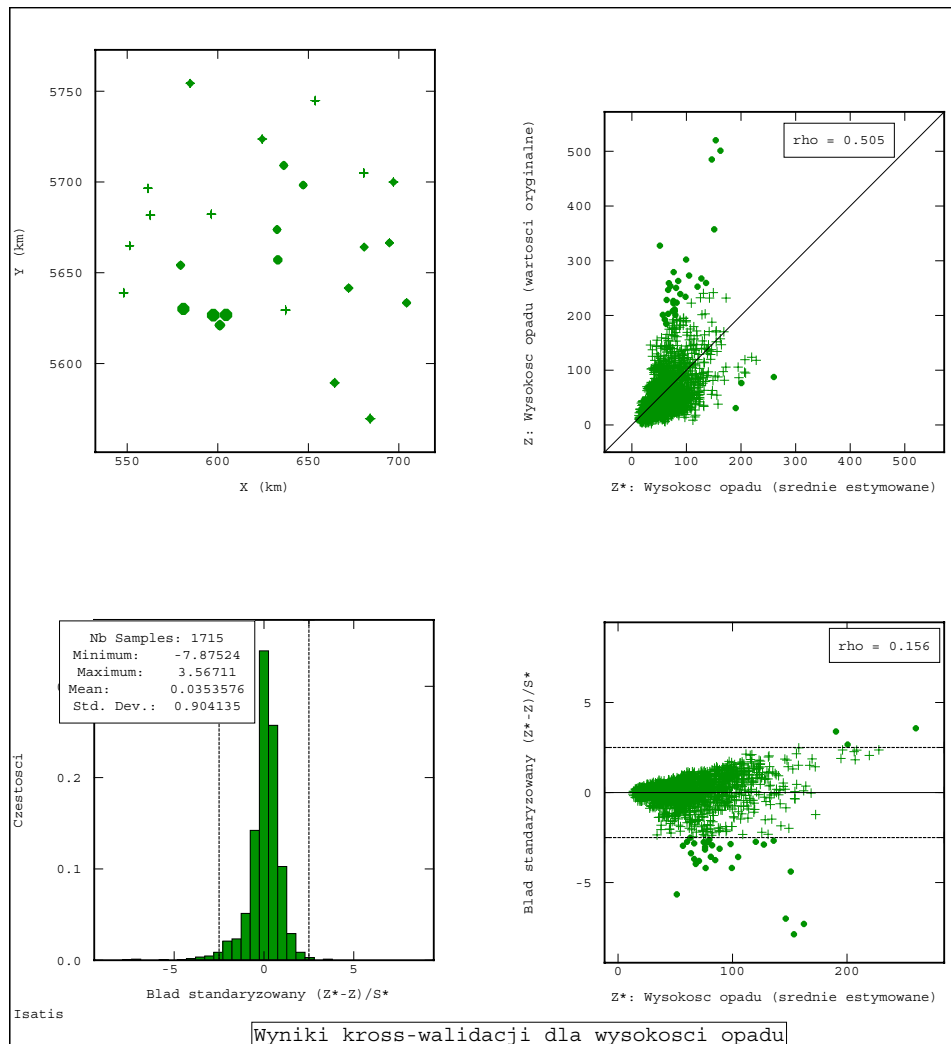 5750
5700
5650
5600
Y (km)
550
600
650
700
X (km)
rho = 0.505
500
400
300
200
100
0
Z: Wysokosc opadu (wartosci oryginalne)
0
100
200
300
400
500
Z*: Wysokosc opadu (srednie estymowane)
Nb Samples: 1715
Minimum: -7.87524
Maximum: 3.56711
Mean: 0.0353576
Std. Dev.: 0.904135
0.2
0.1
0.0
Czestosci
-5
0
5
Blad standaryzowany (Z*-Z)/S*
rho = 0.156
5
0
-5
Blad standaryzowany (Z*-Z)/S*
0
100
200
Z*: Wysokosc opadu (srednie estymowane)
Isatis
Wyniki kross-walidacji dla wysokosci opadu